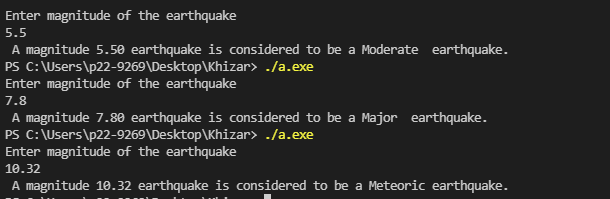 Enter magnitude of the earthquake
5.5
 A magnitude 5.50 earthquake is considered to be a Moderate  earthquake.
PS C:\Users\p22-9269\Desktop\Khizar> ./a.exe
Enter magnitude of the earthquake
7.8
 A magnitude 7.80 earthquake is considered to be a Major  earthquake.
PS C:\Users\p22-9269\Desktop\Khizar> ./a.exe
Enter magnitude of the earthquake
10.32
 A magnitude 10.32 earthquake is considered to be a Meteoric earthquake.